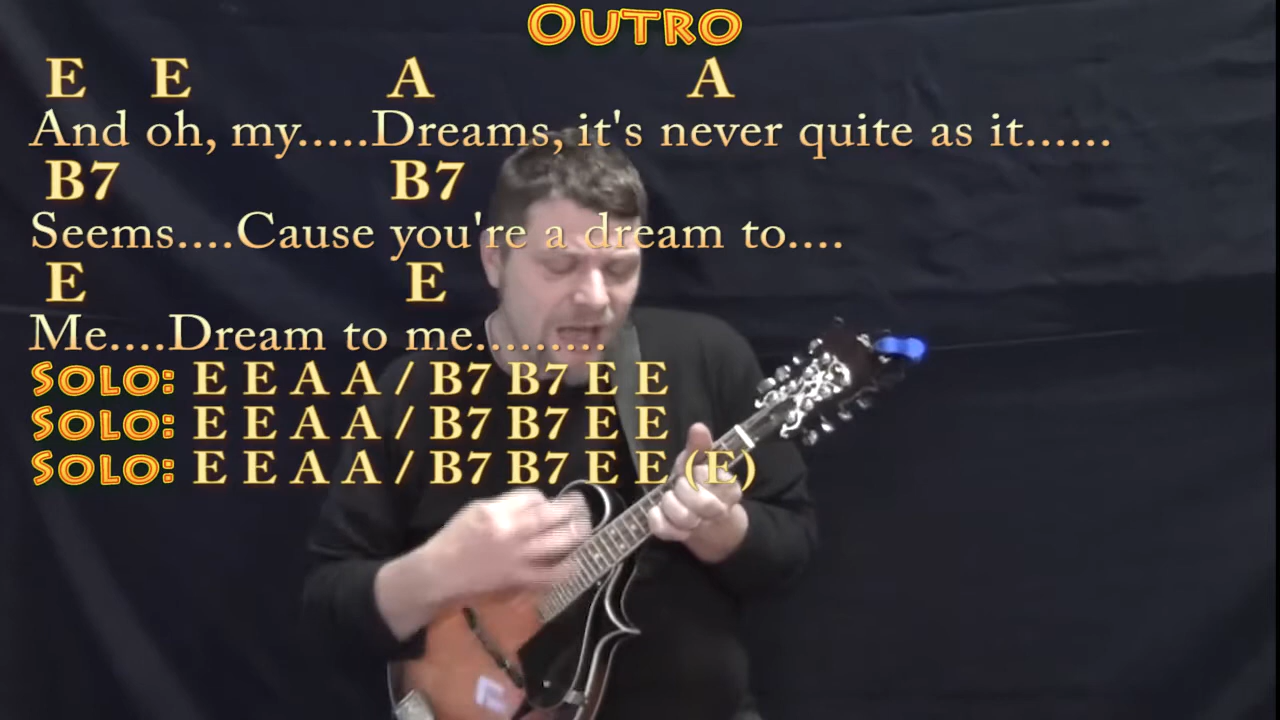 OUTRO
E E A A
And oh, my.....Dreams, it's never quite as it......
B7 B7
Seems....Cause you're a dream to....
E E
Me....Dream to me.........
SOLO: E E A A / B7 B7 E E
SOLO: E E A A / B7 B7 E E
SOLO: E E A A / B7 B7 E E (E)